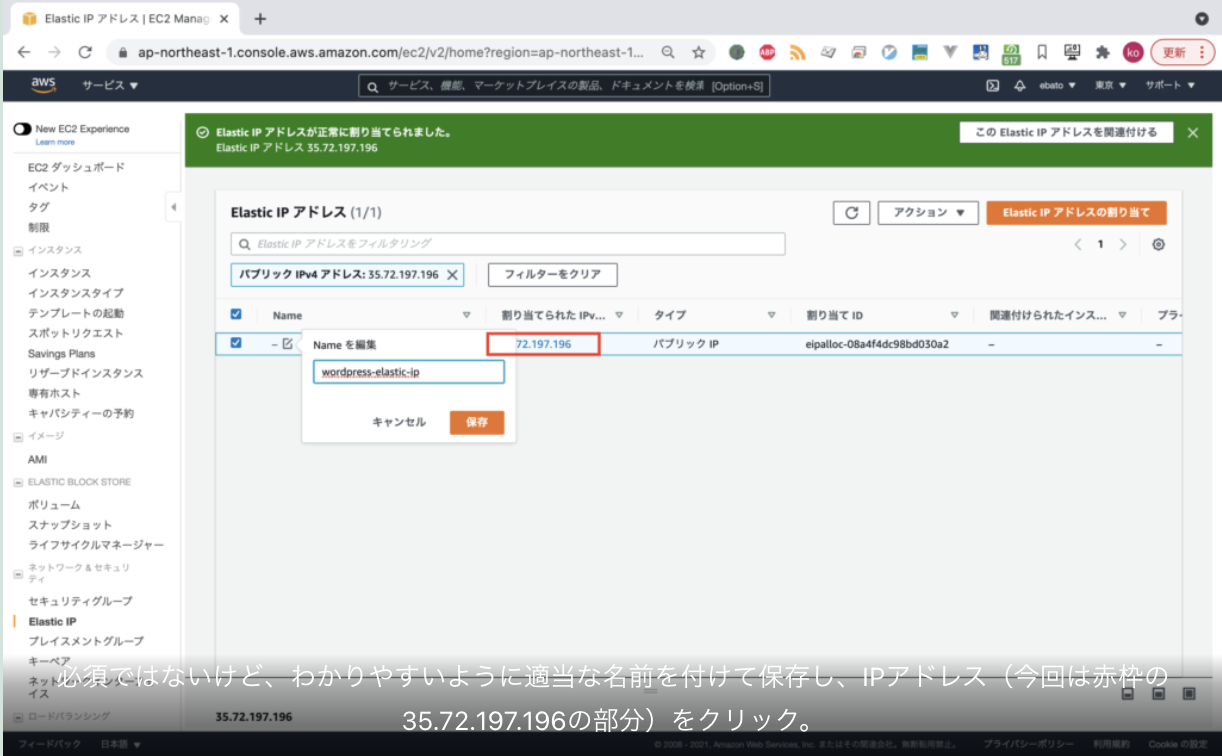 Elastic IP アドレス | EC2 Manag
ap-northeast-1.console.aws.amazon.com/ec2/v2/home?region=ap-northeast-1...
ABP
517
ko
更新
aws
サービス
サービス、機能、マーケットプレイスの製品、ドキュメントを検索 [Option+S]
ebato
東京
サポート
New EC2 Experience
Learn more
EC2 ダッシュボード
イベント
タグ
制限
インスタンス
インスタンス
インスタンスタイプ
テンプレートの起動
スポットリクエスト
Savings Plans
リザーブドインスタンス
専有ホスト
キャパシティーの予約
イメージ
AMI
ELASTIC BLOCK STORE
ボリューム
スナップショット
ライフサイクルマネージャー
ネットワーク & セキュリ
ティ
セキュリティグループ
Elastic IP
プレイスメントグループ
キーペア
イス
ロードバランシング
Elastic IP アドレスが正常に割り当てられました。
Elastic IP アドレス 35.72.197.196
この Elastic IP アドレスを関連付ける
Elastic IP アドレス (1/1)
アクション
Elastic IP アドレスの割り当て
Elastic IP アドレスをフィルタリング
1
パブリック IPv4 アドレス: 35.72.197.196
フィルターをクリア
Name
割り当てられた IPv...
タイプ
割り当て ID
関連付けられたインス...
プラ
–
72.197.196
パブリック IP
eipalloc-08a4f4dc98bd030a2
–
–
Name を編集
wordpress-elastic-ip
キャンセル
保存
必須ではないけど、わかりやすいように適当な名前を付けて保存し、IPアドレス（今回は赤枠の
35.72.197.196の部分）をクリック。
35.72.197.196
フィードバック
日本語
© 2008 - 2021, Amazon Web Services, Inc. またはその関連会社。無断転用禁止。
プライバシーポリシー
利用規約
Cookie の設定